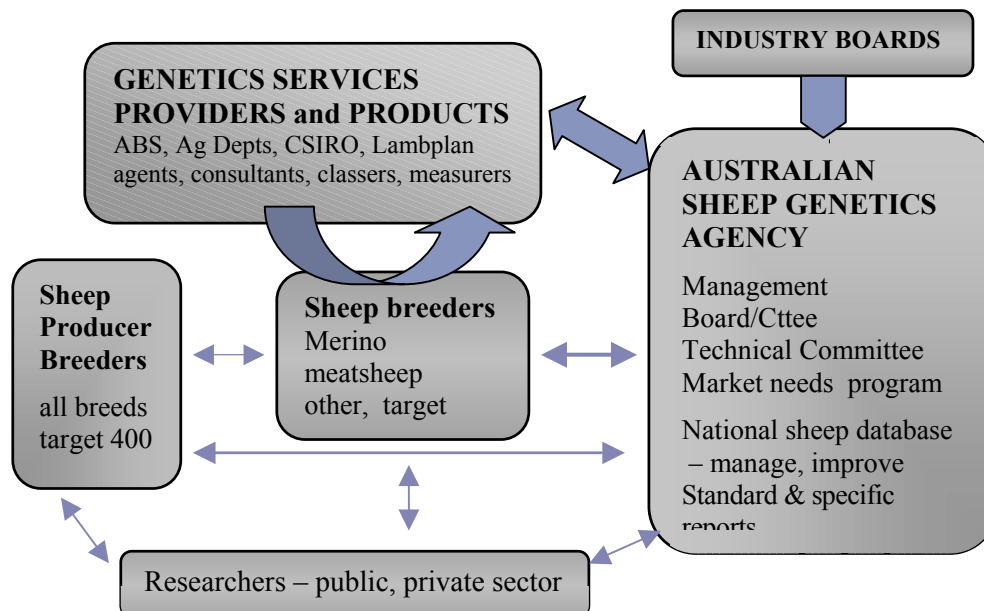 INDUSTRY BOARDS
GENETICS SERVICES
PROVIDERS and PRODUCTS
ABS, Ag Depts, CSIRO, Lambplan
agents, consultants, classers, measurers
AUSTRALIAN
SHEEP GENETICS
AGENCY
Management
Board/Cttee
Technical Committee
Market needs program
National sheep database
– manage, improve
Standard & specific
reports
Sheep
Producer
Breeders
all breeds
target 400
Sheep breeders
Merino
meatsheep
other, target
Researchers – public, private sector